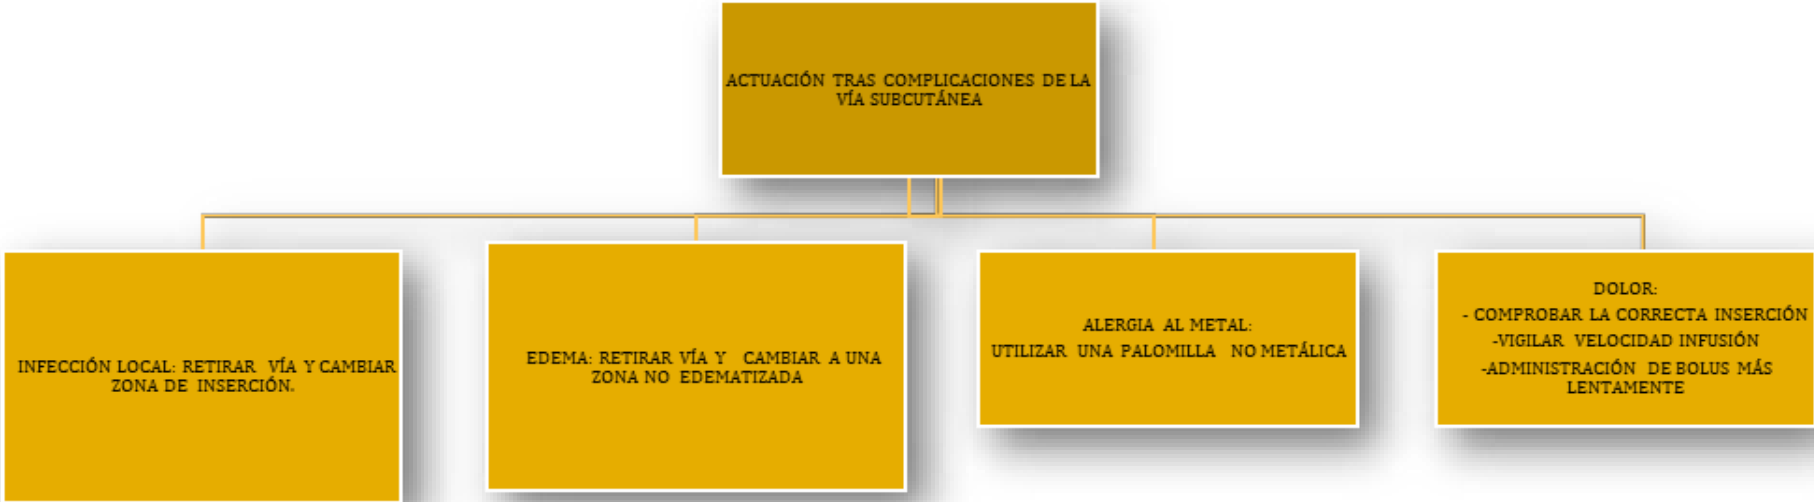 ACTUACIÓN TRAS COMPLICACIONES DE LA
VÍA SUBCUTÁNEA
INFECCIÓN LOCAL: RETIRAR VÍA Y CAMBIAR
ZONA DE INSERCIÓN.
EDEMA: RETIRAR VÍA Y CAMBIAR A UNA
ZONA NO EDEMATIZADA
ALERGIA AL METAL:
UTILIZAR UNA PALOMILLA NO METÁLICA
DOLOR:
- COMPROBAR LA CORRECTA INSERCIÓN
-VIGILAR VELOCIDAD INFUSIÓN
-ADMINISTRACIÓN DE BOLUS MÁS
LENTAMENTE